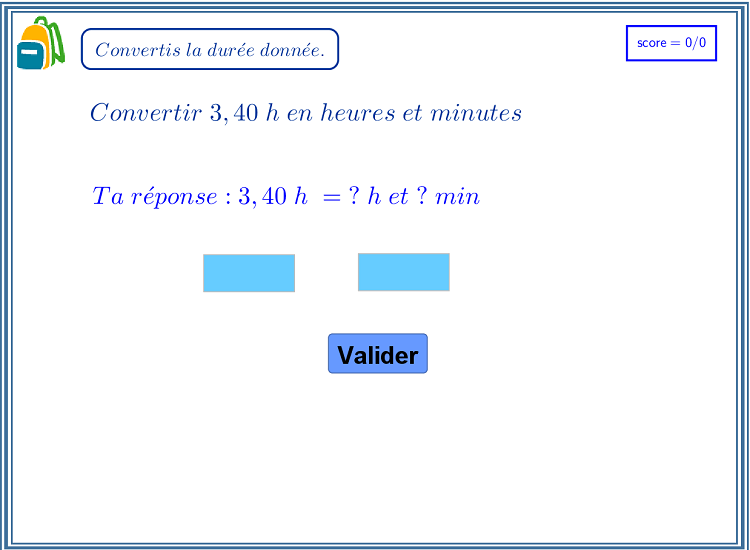 Convertis la durée donnée.
score = 0/0
Convertir 3, 40 h en heures et minutes
Ta réponse : 3, 40 h = ? h et ? min
Valider